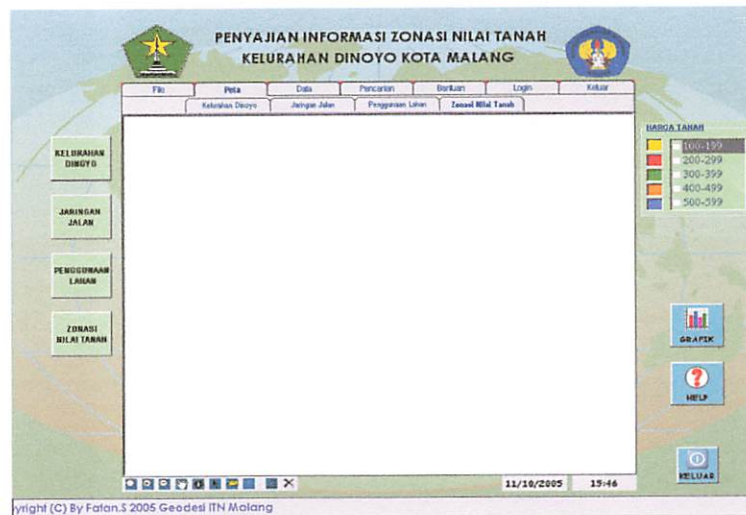 PENYAJIAN INFORMASI ZONASI NILAI TANAH
KELURAHAN DINOYO KOTA MALANG
File Peta Data Pencarian Bantuan Login Keluar
Kelurahan Dinoyo Jaringan Jalan Penggunaan Lahan Zonasi Nilai Tanah
HARGA TANAH
100-199
200-299
300-399
400-499
500-599
KELURAHAN
DINOYO
JARINGAN
JALAN
PENGGUNAAN
LAHAN
ZONASI
NILAI TANAH
GRAFIK
HELP
KELUAR
11/10/2005 15:46
yright (C) By Fatan.S 2005 Geodesi ITN Malang